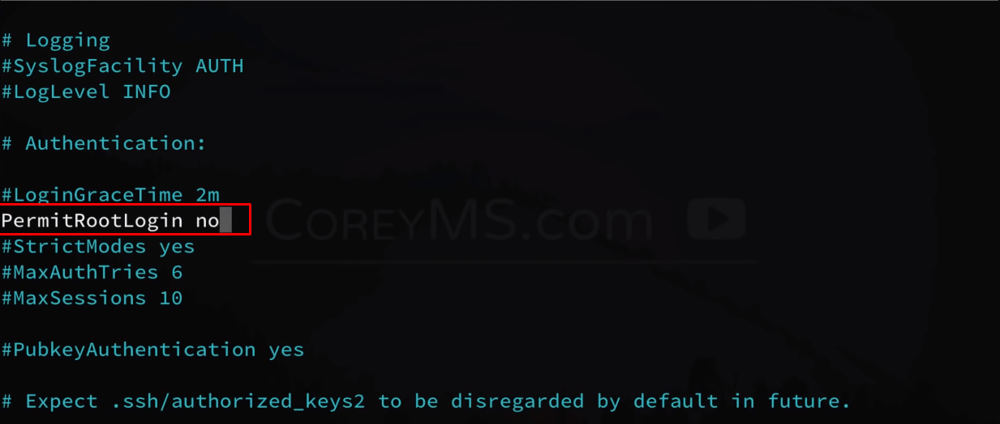 # Logging
#SyslogFacility AUTH
#LogLevel INFO
# Authentication:
#LoginGraceTime 2m
PermitRootLogin no
CoreyMS.com
#StrictModes yes
#MaxAuthTries 6
#MaxSessions 10
#PubkeyAuthentication yes
# Expect .ssh/authorized_keys2 to be disregarded by default in future.